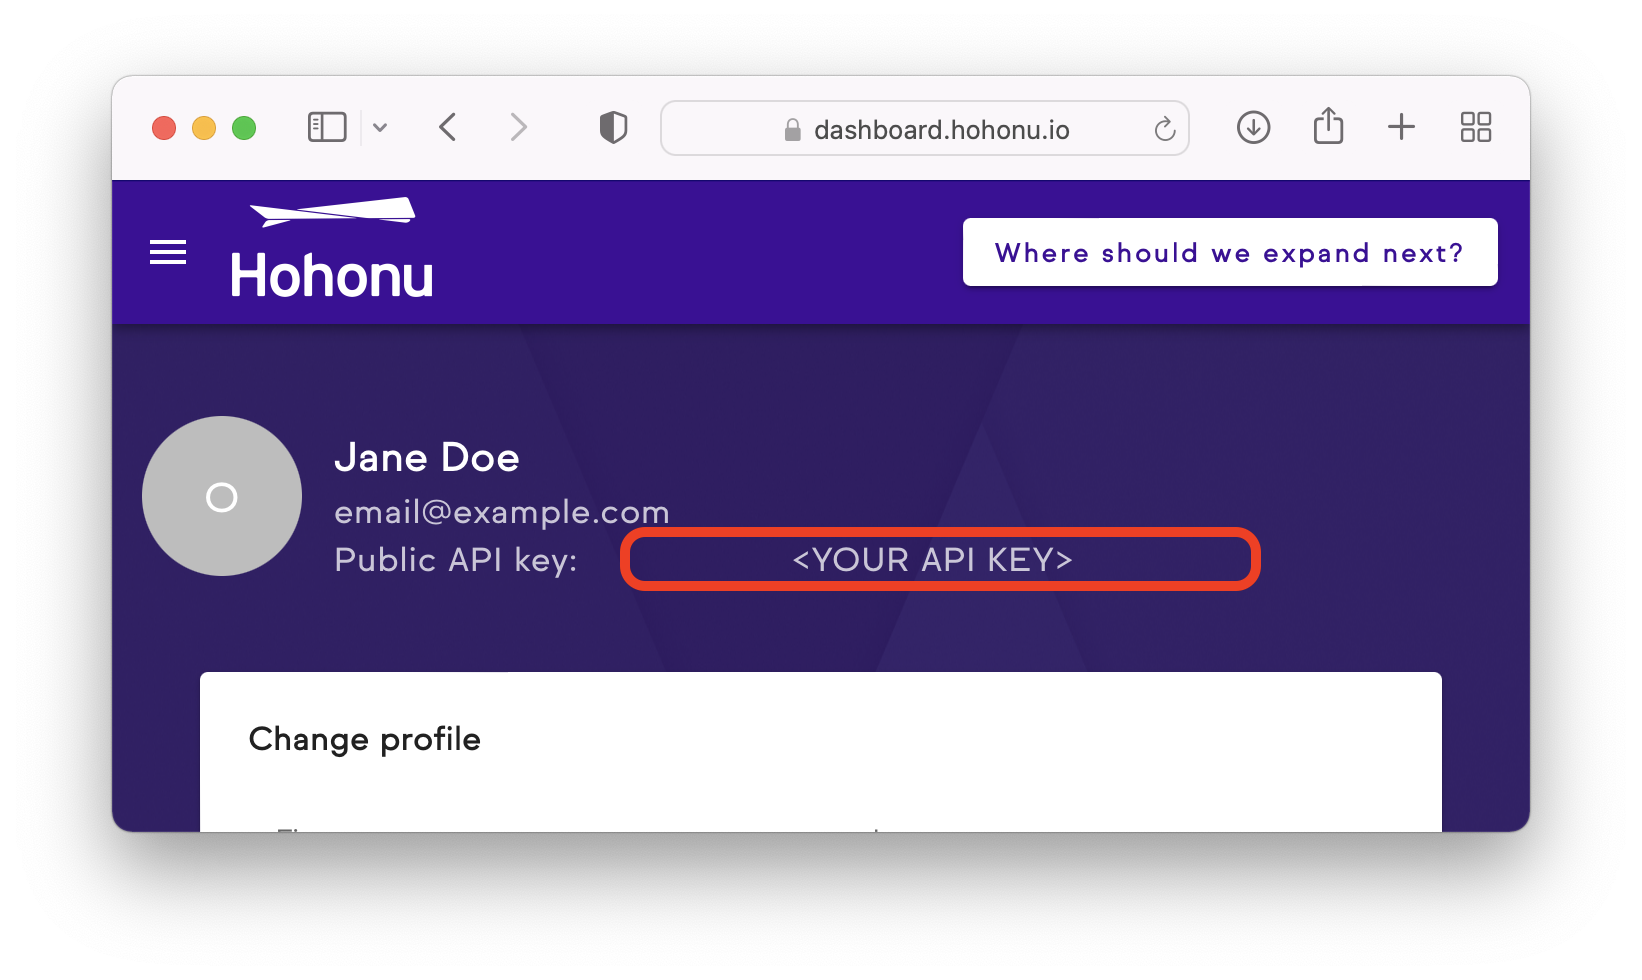 dashboard.hohonu.io
Hohonu
Where should we expand next?
O
Jane Doe
email@example.com
Public API key: <YOUR API KEY>
Change profile